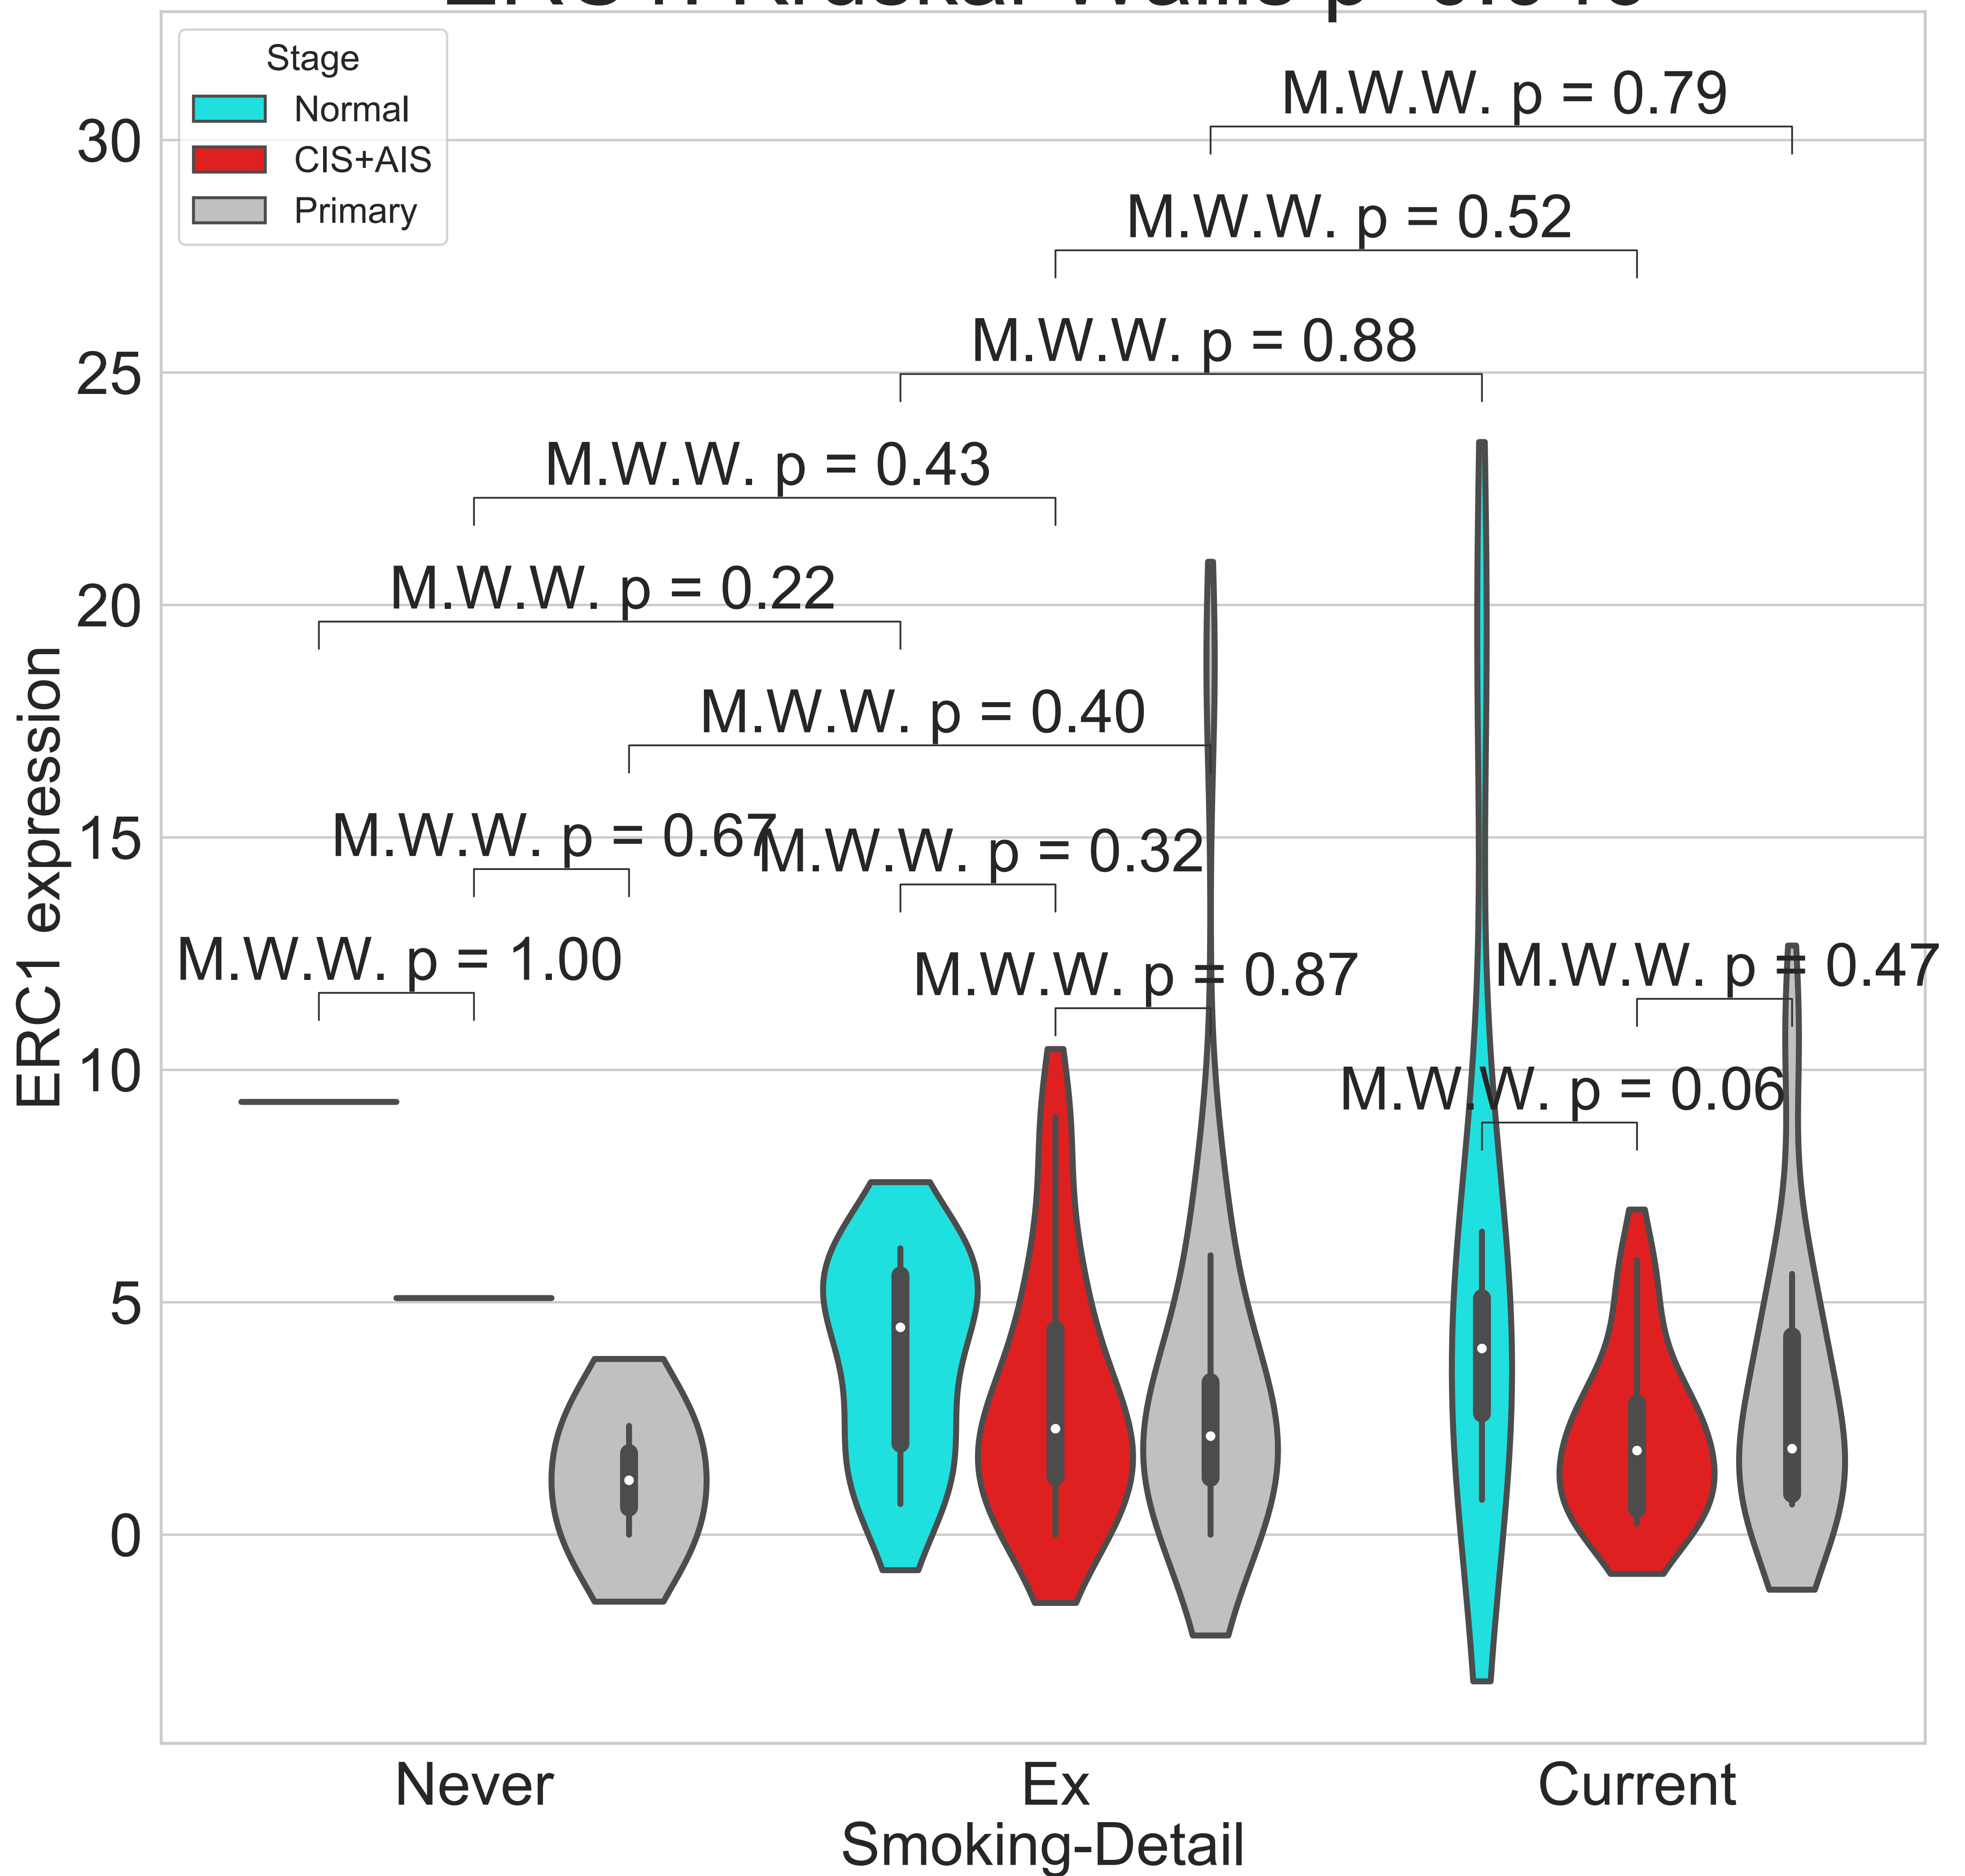 Stage
Normal
CIS+AIS
Primary
M.W.W. p = 0.79
M.W.W. p = 0.52
M.W.W. p = 0.88
M.W.W. p = 0.43
M.W.W. p = 0.22
M.W.W. p = 0.40
M.W.W. p = 0.67
M.W.W. p = 0.32
M.W.W. p = 1.00
M.W.W. p = 0.87
M.W.W. p = 0.47
M.W.W. p = 0.06
30
25
20
15
10
5
0
ERC1 expression
Never
Ex
Current
Smoking-Detail